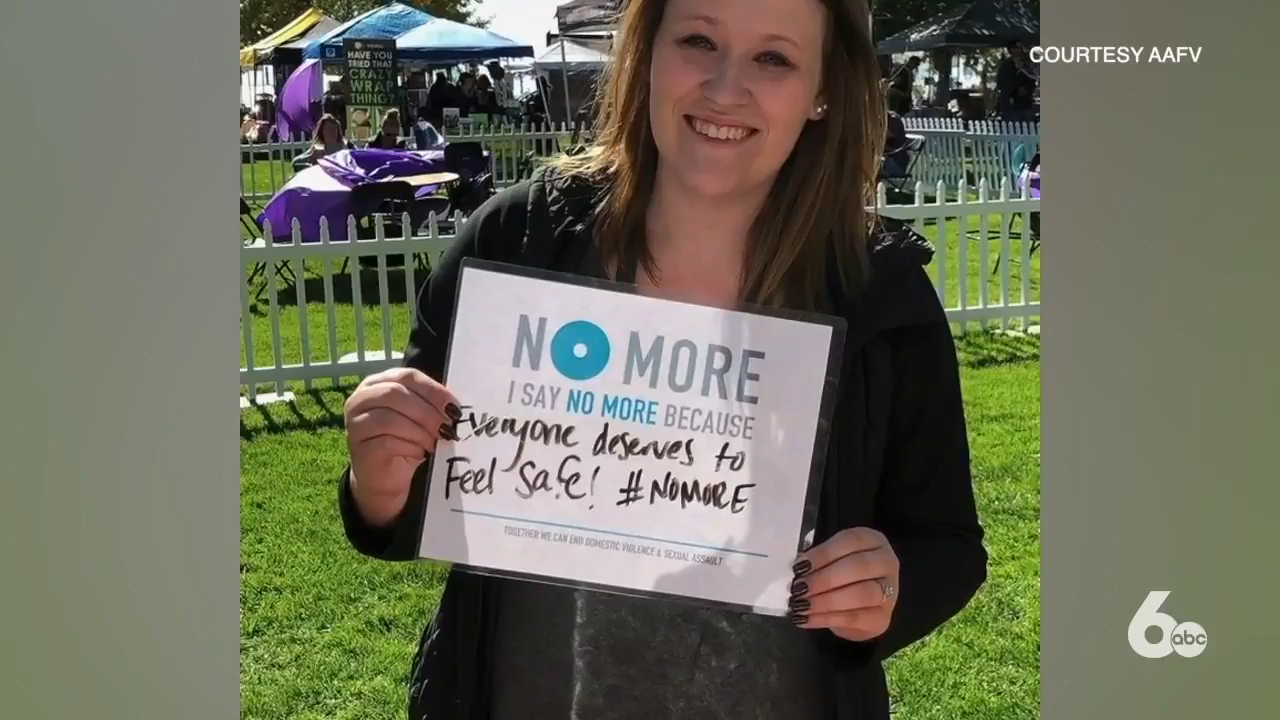 COURTESY AAFV
HAVE YOU
TRIED THAT
CRAZY
WRAP
THING?
NO MORE
I SAY NO MORE BECAUSE
Everyone deserves to
Feel Safe! #NOMORE
TOGETHER WE CAN END DOMESTIC VIOLENCE & SEXUAL ASSAULT
6abc